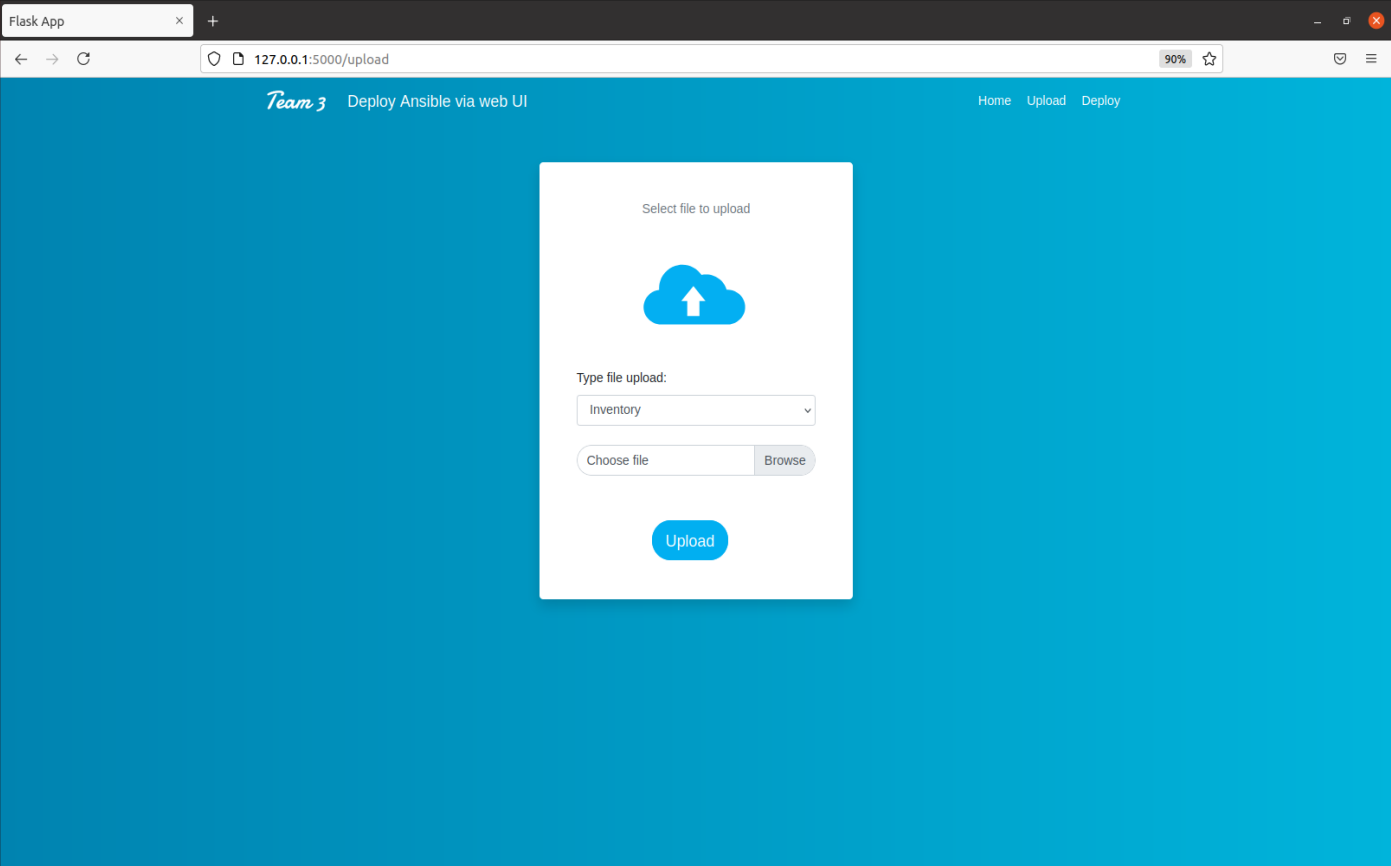 Flask App
127.0.0.1:5000/upload 90%
Team 3 Deploy Ansible via web UI Home Upload Deploy
Select file to upload
Type file upload:
Inventory
Choose file Browse
Upload